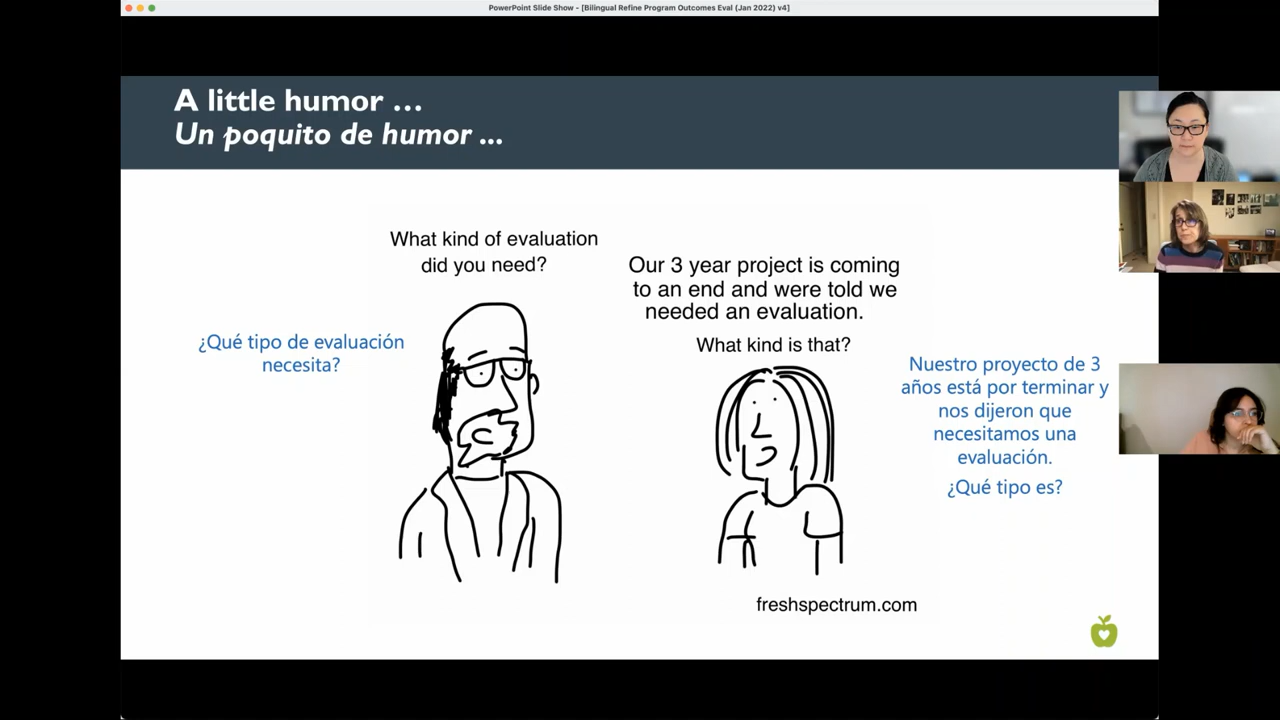 PowerPoint Slide Show - [Bilingual Refine Program Outcomes Eval (Jan 2022) v4]
A little humor …
Un poquito de humor ...
What kind of evaluation
did you need?
¿Qué tipo de evaluación
necesita?
Our 3 year project is coming
to an end and were told we
needed an evaluation.
What kind is that?
Nuestro proyecto de 3
años está por terminar y
nos dijeron que
necesitamos una
evaluación.
¿Qué tipo es?
freshspectrum.com